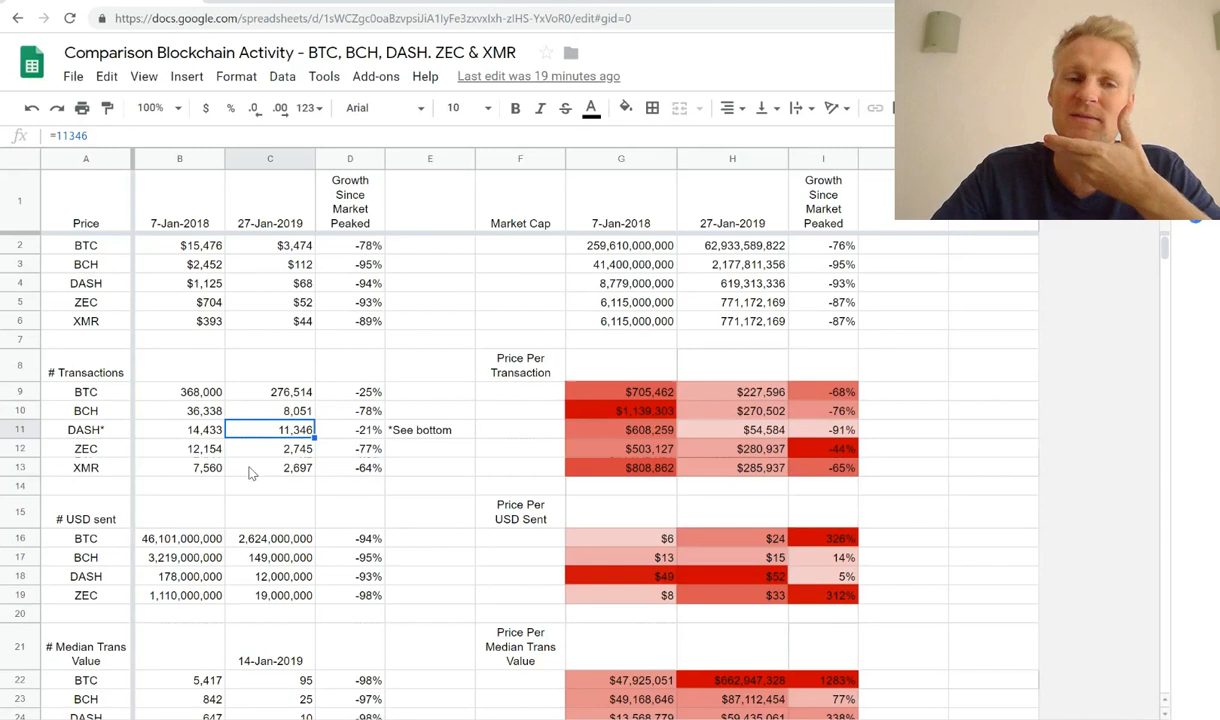 https://docs.google.com/spreadsheets/d/1sWCZgc0oaBzvpsiJiA1IyFe3zxvxIxh-zIHS-YxVoR0/edit#gid=0
Comparison Blockchain Activity - BTC, BCH, DASH. ZEC & XMR
File Edit View Insert Format Data Tools Add-ons Help Last edit was 19 minutes ago
100% $ % .0 .00 123 Arial 10 B I S A
fx =11346
A B C D E F G H I
1 Price 7-Jan-2018 27-Jan-2019 Growth Since Market Peaked Market Cap 7-Jan-2018 27-Jan-2019 Growth Since Market Peaked
2 BTC $15,476 $3,474 -78% 259,610,000,000 62,933,589,822 -76%
3 BCH $2,452 $112 -95% 41,400,000,000 2,177,811,356 -95%
4 DASH $1,125 $68 -94% 8,779,000,000 619,313,336 -93%
5 ZEC $704 $52 -93% 6,115,000,000 771,172,169 -87%
6 XMR $393 $44 -89% 6,115,000,000 771,172,169 -87%
7
8 # Transactions Price Per Transaction
9 BTC 368,000 276,514 -25% $705,462 $227,596 -68%
10 BCH 36,338 8,051 -78% $1,139,303 $270,502 -76%
11 DASH* 14,433 11,346 -21% *See bottom $608,259 $54,584 -91%
12 ZEC 12,154 2,745 -77% $503,127 $280,937 -44%
13 XMR 7,560 2,697 -64% $808,862 $285,937 -65%
14
15 # USD sent Price Per USD Sent
16 BTC 46,101,000,000 2,624,000,000 -94% $6 $24 326%
17 BCH 3,219,000,000 149,000,000 -95% $13 $15 14%
18 DASH 178,000,000 12,000,000 -93% $49 $52 5%
19 ZEC 1,110,000,000 19,000,000 -98% $8 $33 312%
20
21 # Median Trans Value 14-Jan-2019 Price Per Median Trans Value
22 BTC 5,417 95 -98% $47,925,051 $662,947,328 1283%
23 BCH 842 25 -97% $49,168,646 $87,112,454 77%
24 DASH 647 10 -98% $13,568,779 $59,435,061 338%